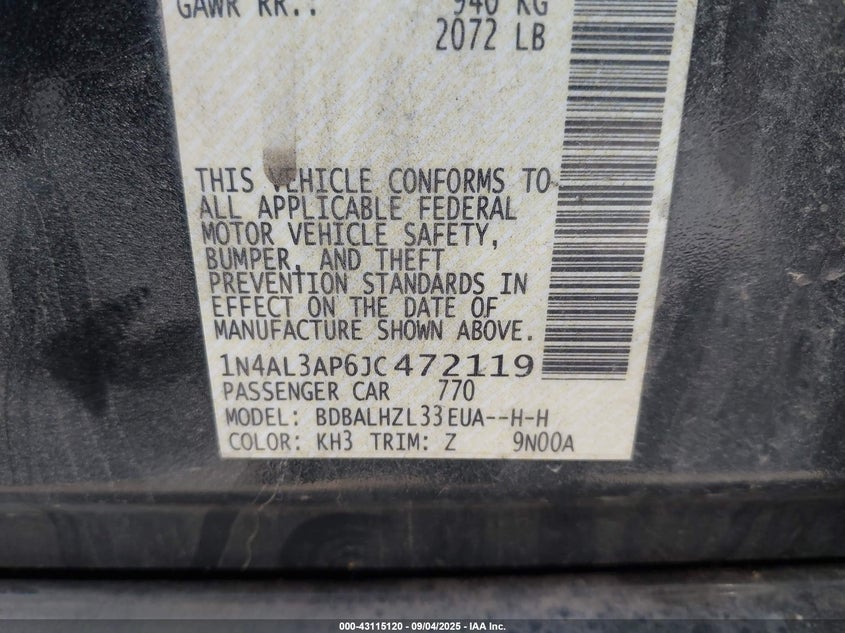 GAWR RR.: 940 KG
2072 LB
THIS VEHICLE CONFORMS TO
ALL APPLICABLE FEDERAL
MOTOR VEHICLE SAFETY,
BUMPER, AND THEFT
PREVENTION STANDARDS IN
EFFECT ON THE DATE OF
MANUFACTURE SHOWN ABOVE.
1N4AL3AP6JC472119
PASSENGER CAR 770
MODEL: BDBALHZL33EUA--H-H
COLOR: KH3 TRIM: Z 9N00A
000-43115120 - 09/04/2025 - IAA Inc.